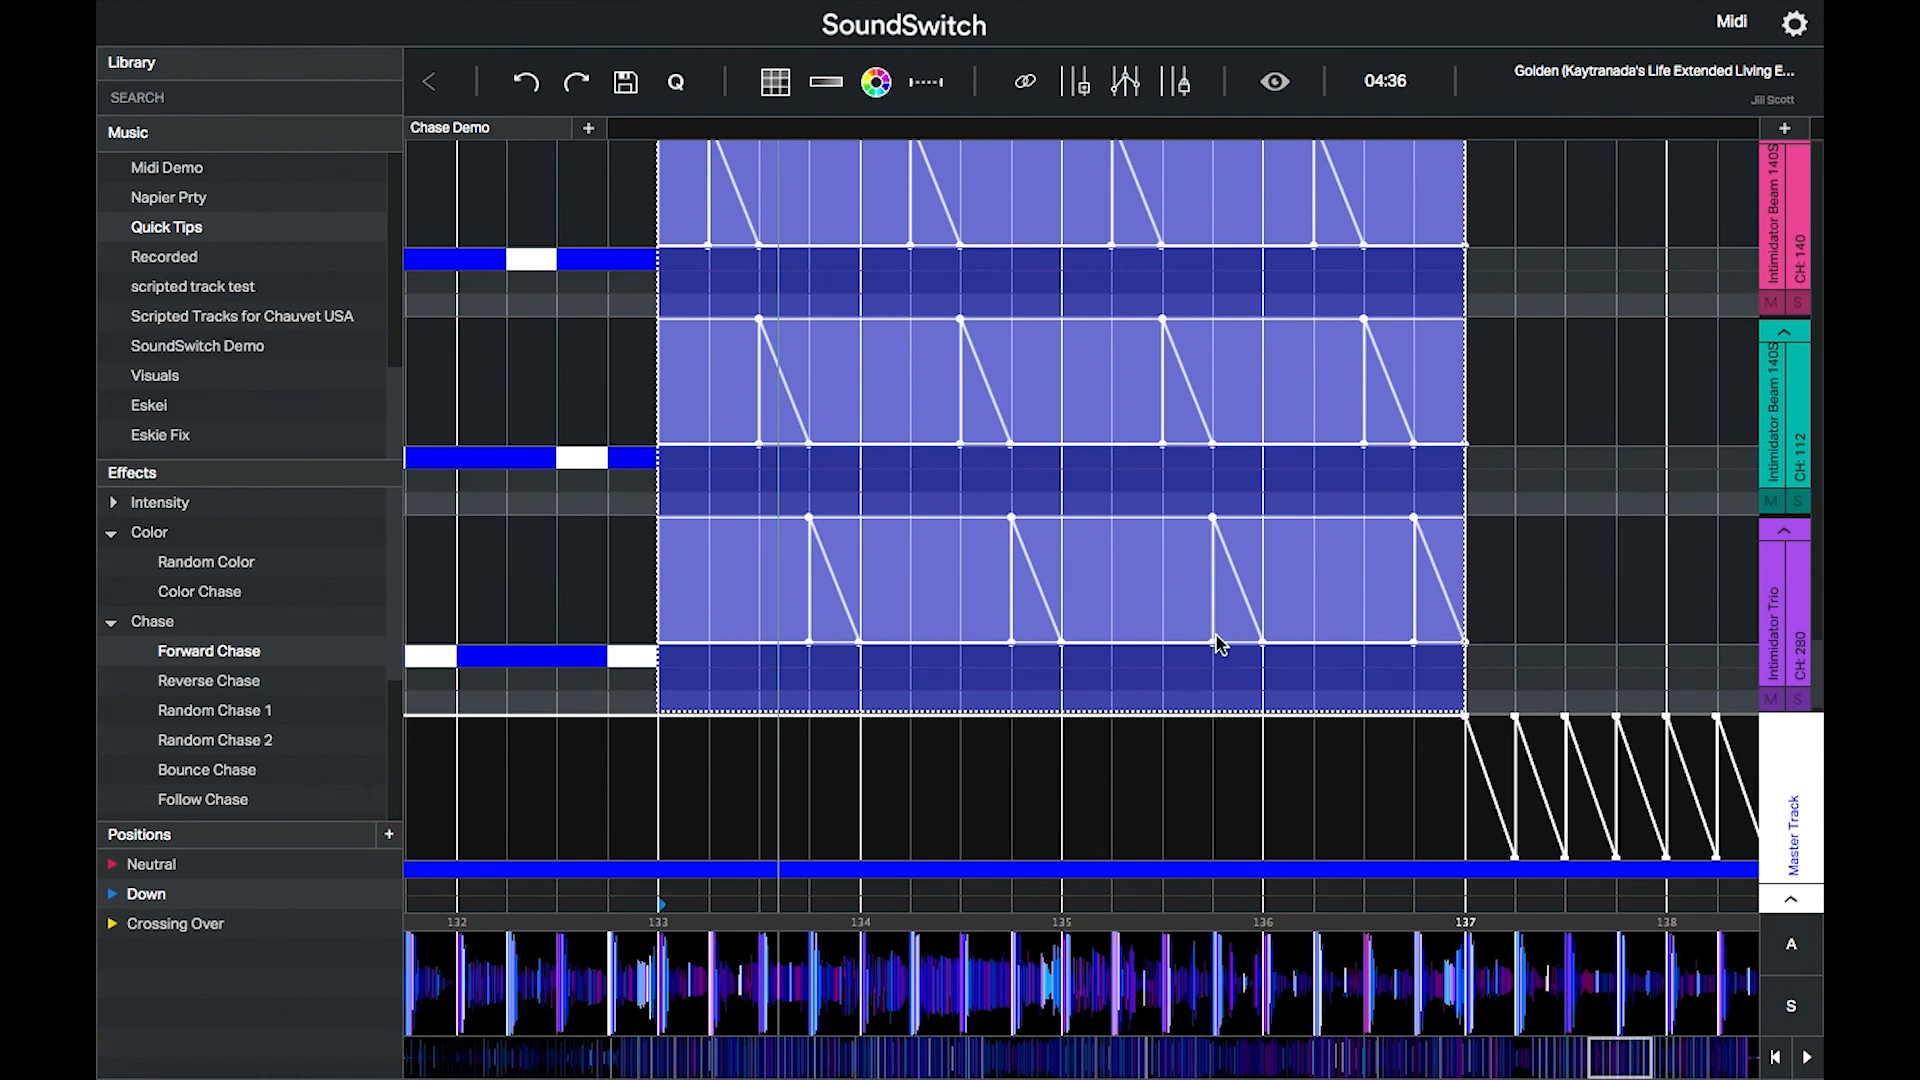 SoundSwitch
Midi
Library
SEARCH
Music
Midi Demo
Napier Prty
Quick Tips
Recorded
scripted track test
Scripted Tracks for Chauvet USA
SoundSwitch Demo
Visuals
Eskei
Eskie Fix
Effects
Intensity
Color
Random Color
Color Chase
Chase
Forward Chase
Reverse Chase
Random Chase 1
Random Chase 2
Bounce Chase
Follow Chase
Positions +
Neutral
Down
Crossing Over
Q
04:36
Golden (Kaytranada's Life Extended Living E...
Jill Scott
Chase Demo +
+
Intimidator Beam 140S
CH: 140
M S
Intimidator Beam 140S
CH: 112
M S
Intimidator Trio
CH: 280
M S
Master Track
132 133 134 135 136 137 138
A
S